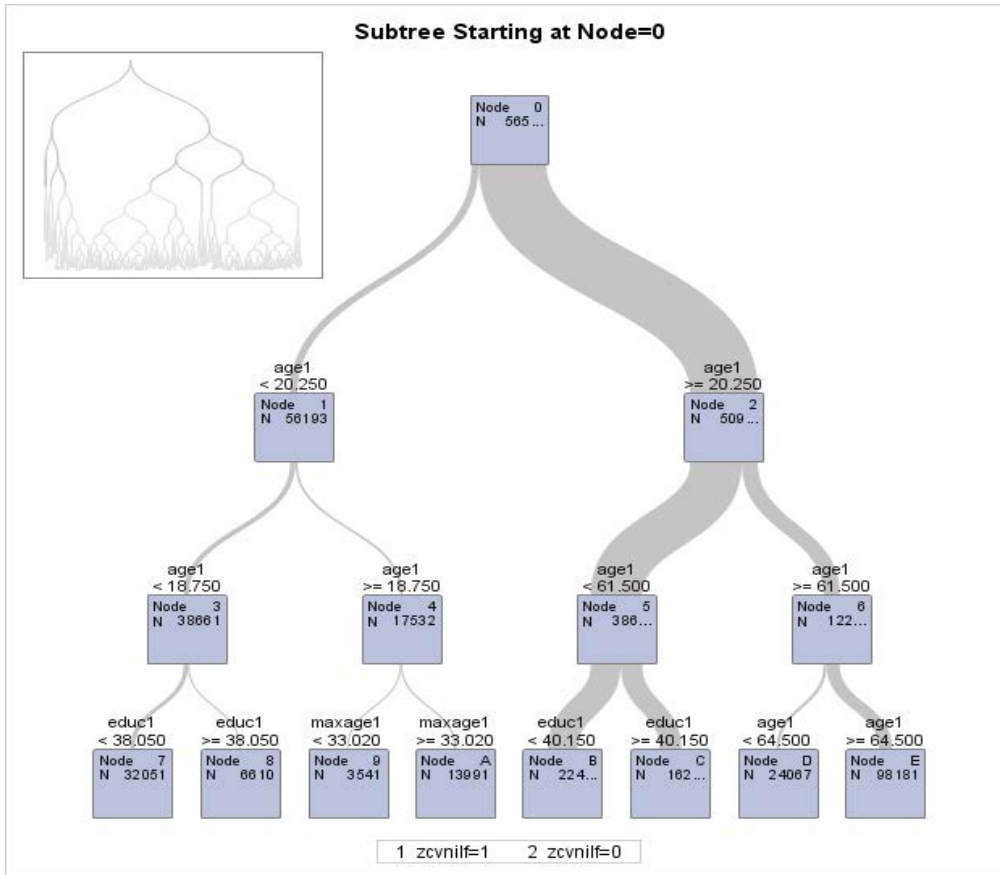 Subtree Starting at Node=0
Node 0
N 565...
age1 age1
< 20.250 >= 20.250
Node 1 Node 2
N 56193 N 509...
age1 age1 age1 age1
< 18.750 >= 18.750 < 61.500 >= 61.500
Node 3 Node 4 Node 5 Node 6
N 38661 N 17532 N 386... N 122...
educ1 educ1 maxage1 maxage1 educ1 educ1 age1 age1
< 38.050 >= 38.050 < 33.020 >= 33.020 < 40.150 >= 40.150 < 64.500 >= 64.500
Node 7 Node 8 Node 9 Node A Node B Node C Node D Node E
N 32051 N 6610 N 3541 N 13991 N 224... N 162... N 24067 N 98181
1 zcvnilf=1 2 zcvnilf=0